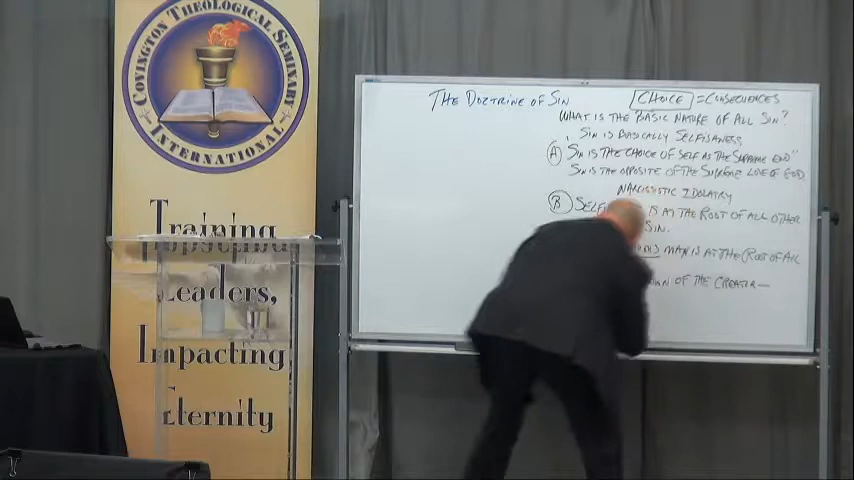 Covington Theological Seminary
International
Training
Leaders,
Impacting
Eternity
The Doctrine of Sin
Choice = Consequences
What is the Basic Nature of all Sin?
Sin is basically selfishness
A Sin is the choice of self as the supreme end"
Sin is the opposite of the supreme love of God
Narcissistic Idolatry
B Self is at the root of all other
Sin.
man is at the root of all
of the Creator —